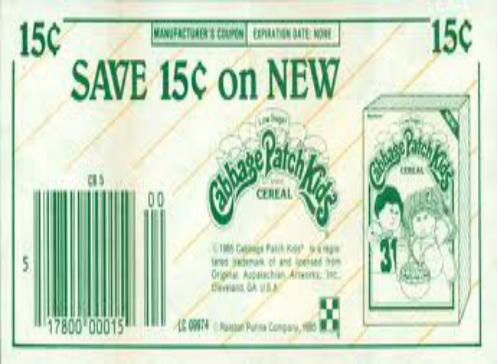 15¢ MANUFACTURER'S COUPON EXPIRATION DATE: NONE 15¢
SAVE 15¢ on NEW
Low Sugar
Cabbage Patch Kids
CEREAL
CB 5
00
5
17800 00015
© 1985 Cabbage Patch Kids® is a regis-
tered trademark of and licensed from
Original Appalachian Artworks, Inc.,
Cleveland, GA U.S.A.
© Ralston Purina Company, 1985
Cabbage Patch Kids
CEREAL
31